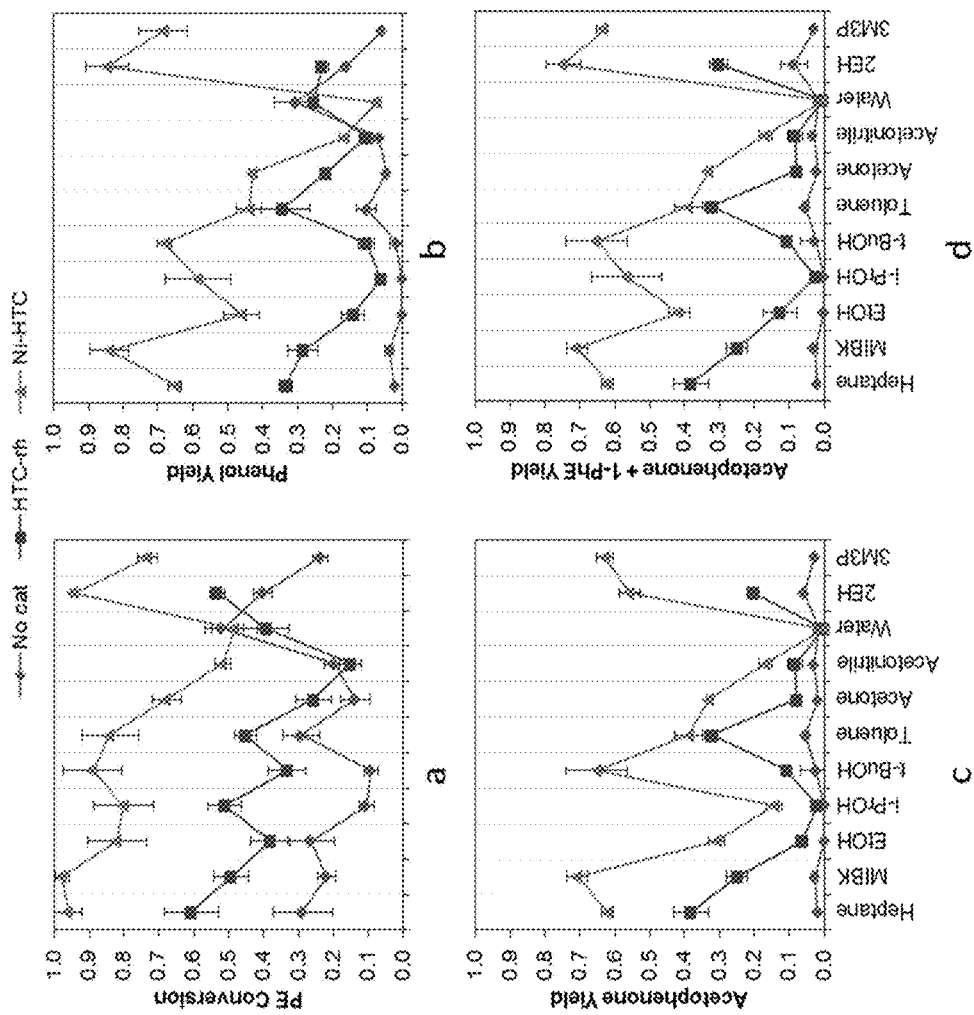 No cat HTC-m Ni-HTC
PE Conversion
1.0
0.9
0.8
0.7
0.6
0.5
0.4
0.3
0.2
0.1
0.0
a
Phenol Yield
1.0
0.9
0.8
0.7
0.6
0.5
0.4
0.3
0.2
0.1
0.0
b
Acetophenone Yield
1.0
0.9
0.8
0.7
0.6
0.5
0.4
0.3
0.2
0.1
0.0
Heptane
MIBK
EtOH
i-PrOH
t-BuOH
Toluene
Acetone
Acetonitrile
Water
2EH
3M3P
c
Acetophenone + 1-PhE Yield
1.0
0.9
0.8
0.7
0.6
0.5
0.4
0.3
0.2
0.1
0.0
Heptane
MIBK
EtOH
i-PrOH
t-BuOH
Toluene
Acetone
Acetonitrile
Water
2EH
3M3P
d